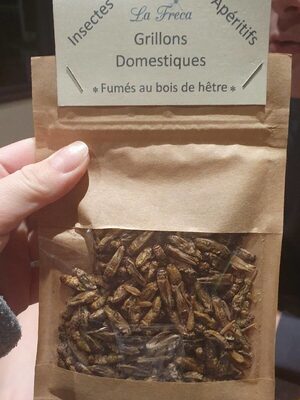 La Freca
Insectes Apéritifs
Grillons
Domestiques
*Fumés au bois de hêtre*